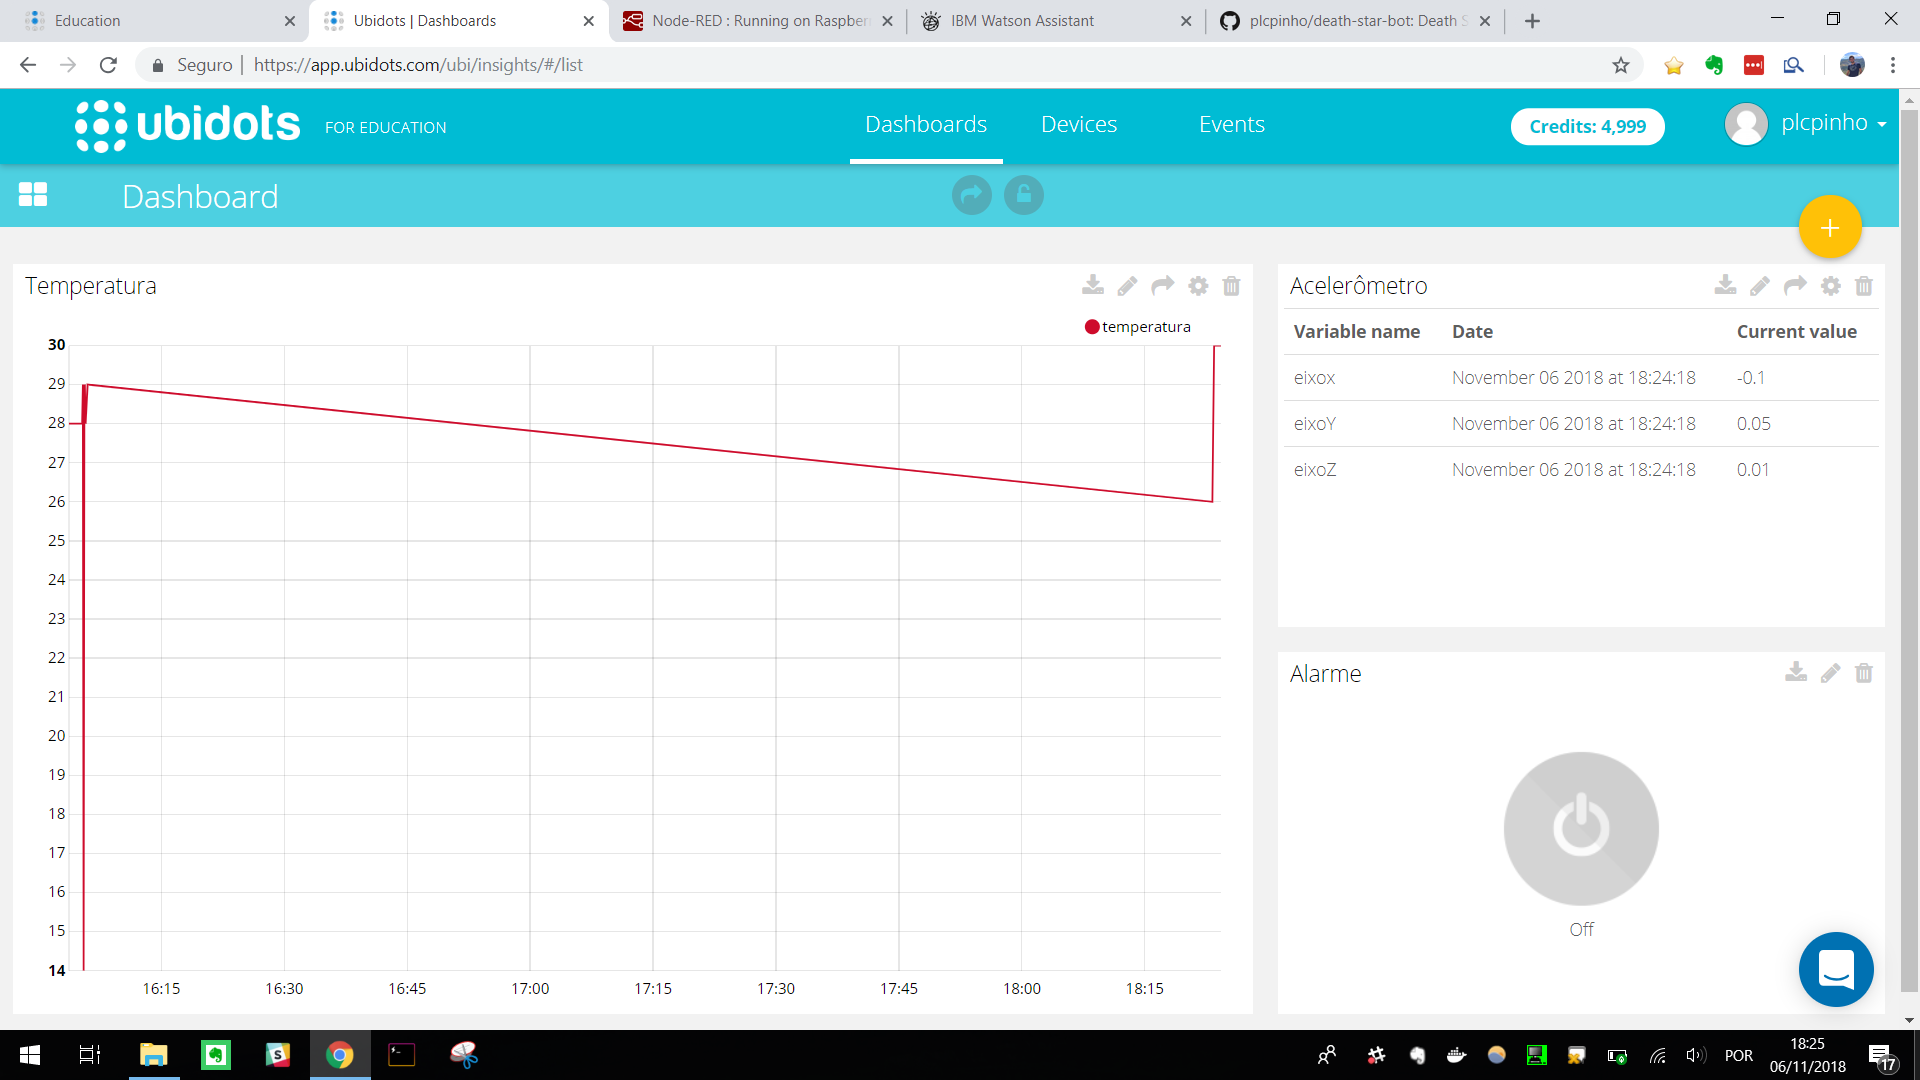 Education
Ubidots | Dashboards
Node-RED : Running on Raspber
IBM Watson Assistant
plcpinho/death-star-bot: Death S
Seguro
https://app.ubidots.com/ubi/insights/#/list
ubidots
FOR EDUCATION
Dashboards
Devices
Events
Credits: 4,999
plcpinho
Dashboard
Temperatura
temperatura
30
29
28
27
26
25
24
23
22
21
20
19
18
17
16
15
14
16:15
16:30
16:45
17:00
17:15
17:30
17:45
18:00
18:15
Acelerômetro
Variable name Date Current value
eixox November 06 2018 at 18:24:18 -0.1
eixoY November 06 2018 at 18:24:18 0.05
eixoZ November 06 2018 at 18:24:18 0.01
Alarme
Off
POR
18:25
06/11/2018
17